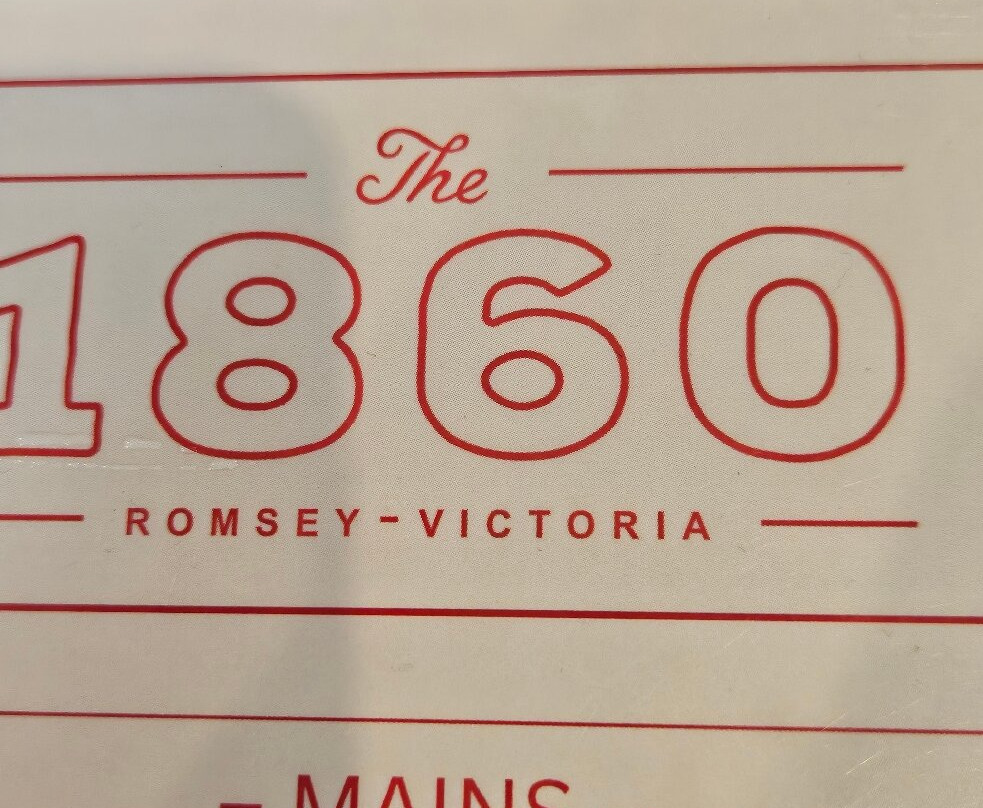 The
1860
ROMSEY-VICTORIA
- MAINS